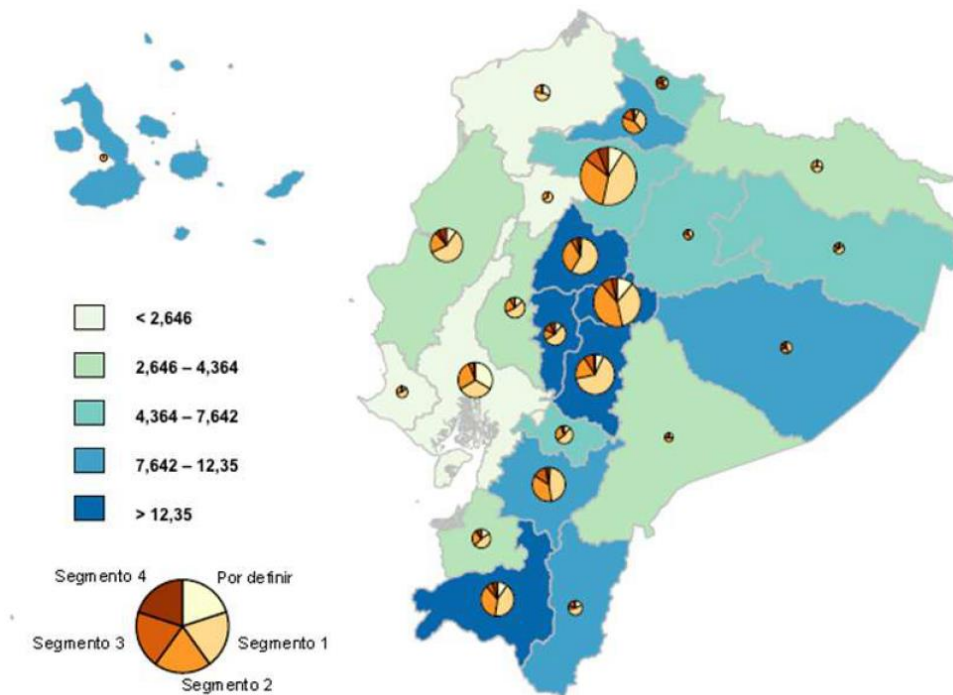 < 2,646
2,646 – 4,364
4,364 – 7,642
7,642 – 12,35
> 12,35
Segmento 4
Por definir
Segmento 3
Segmento 1
Segmento 2